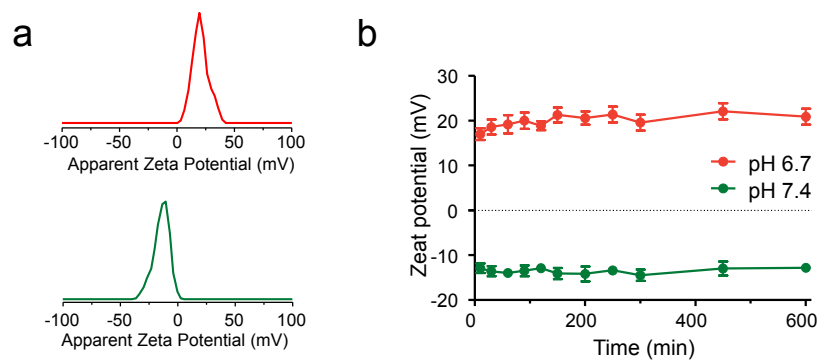 a
-100 -50 0 50 100
Apparent Zeta Potential (mV)
-100 -50 0 50 100
Apparent Zeta Potential (mV)
b
Zeat potential (mV)
30
20
10
0
-10
-20
pH 6.7
pH 7.4
0 200 400 600
Time (min)